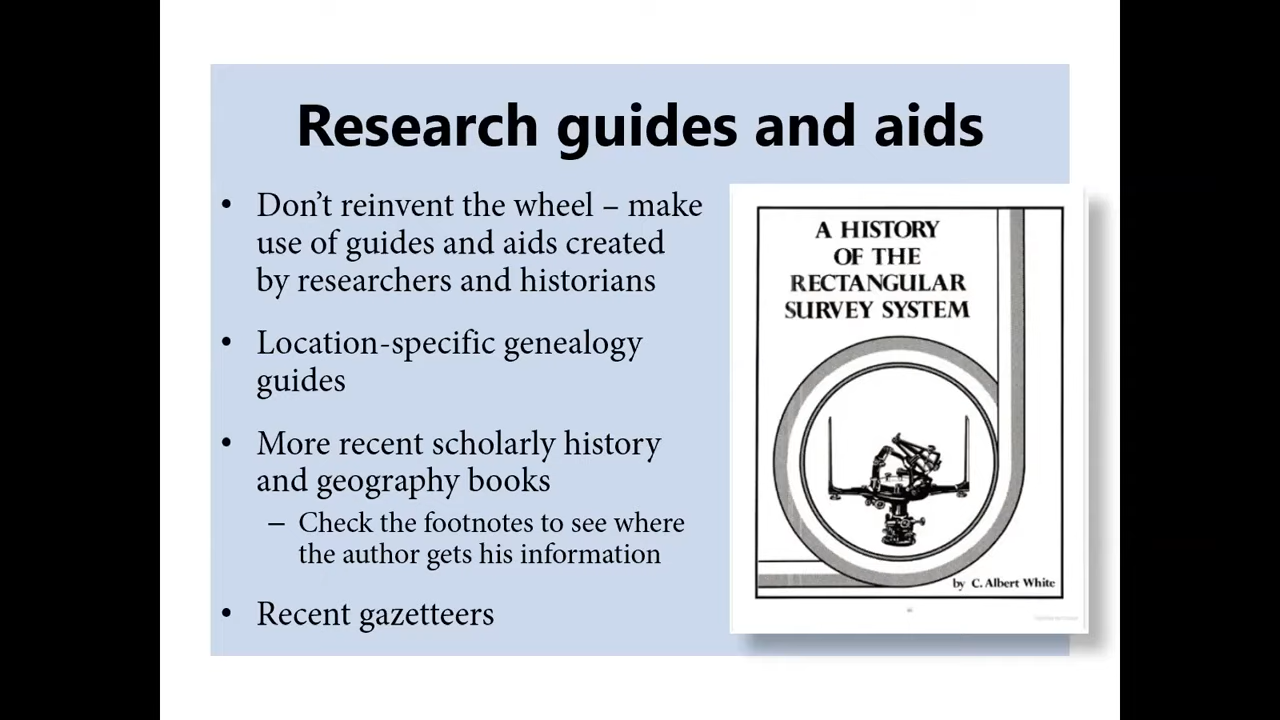 Research guides and aids
• Don’t reinvent the wheel – make
use of guides and aids created
by researchers and historians
• Location-specific genealogy
guides
• More recent scholarly history
and geography books
– Check the footnotes to see where
the author gets his information
• Recent gazetteers
A HISTORY
OF THE
RECTANGULAR
SURVEY SYSTEM
by C. Albert White